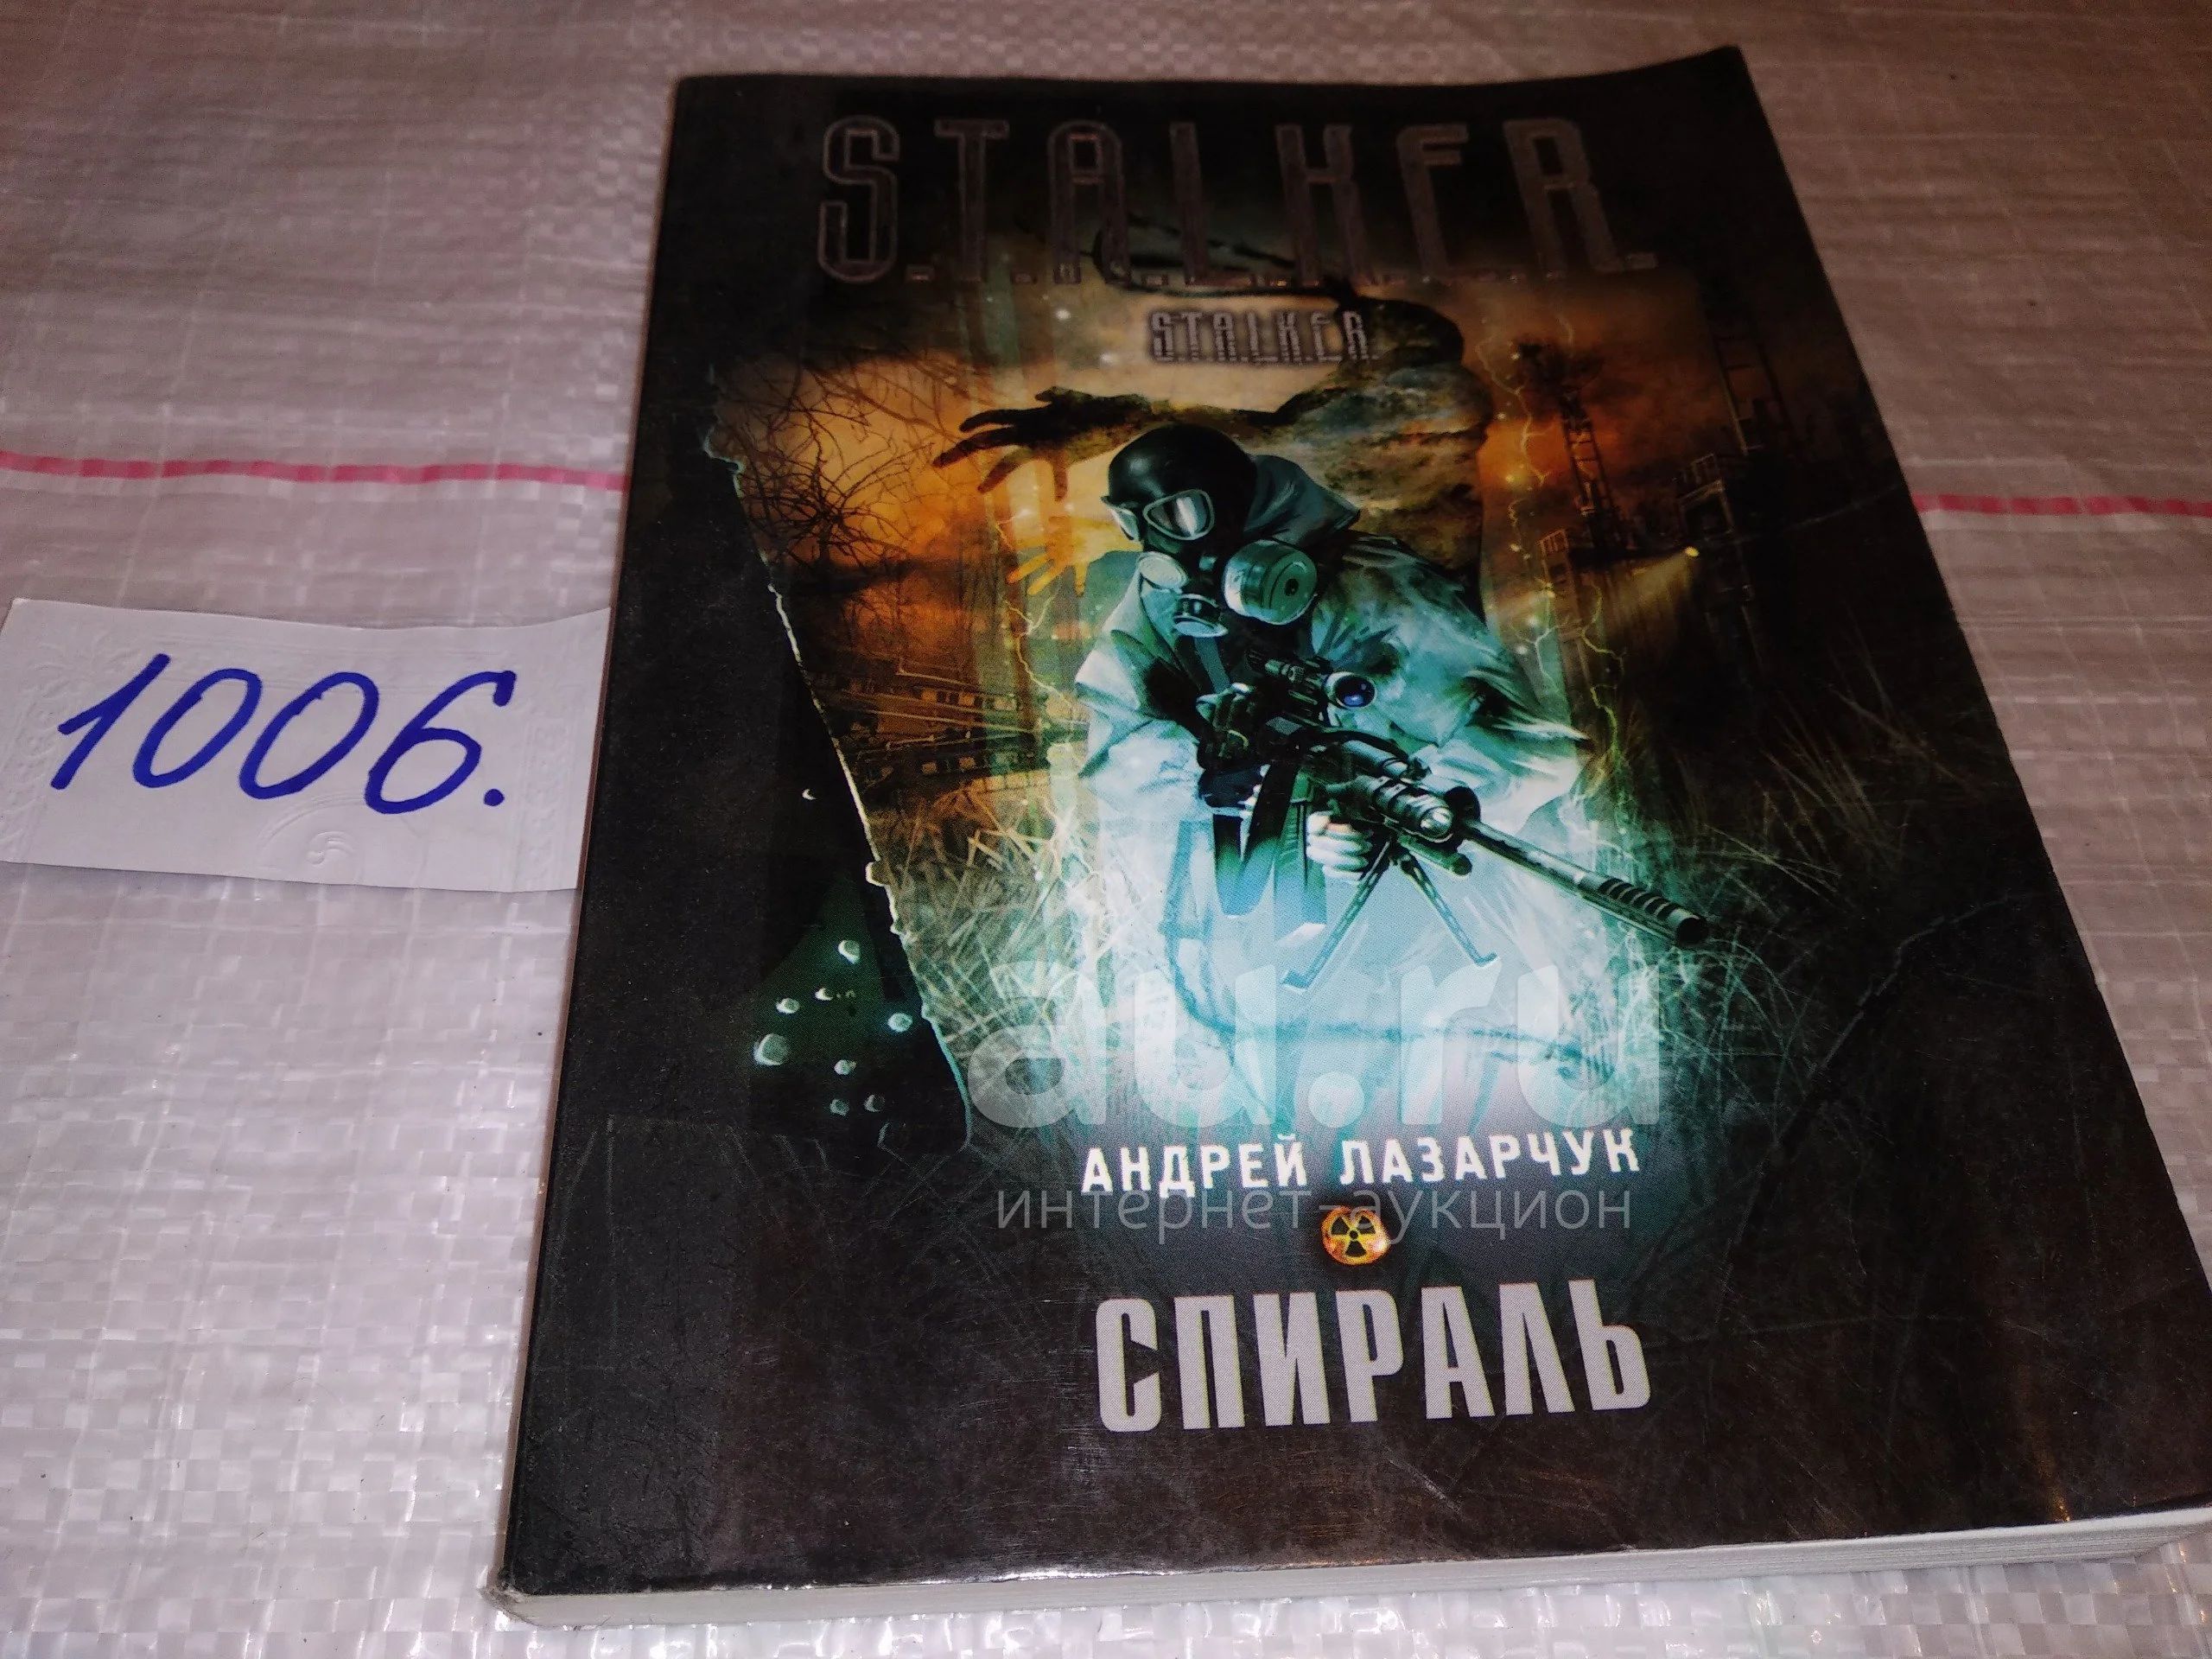 S.T.A.L.K.E.R.
S.T.A.L.K.E.R.
1006.
au.ru
АНДРЕЙ ЛАЗАРЧУК
интернет-аукцион
СПИРАЛЬ